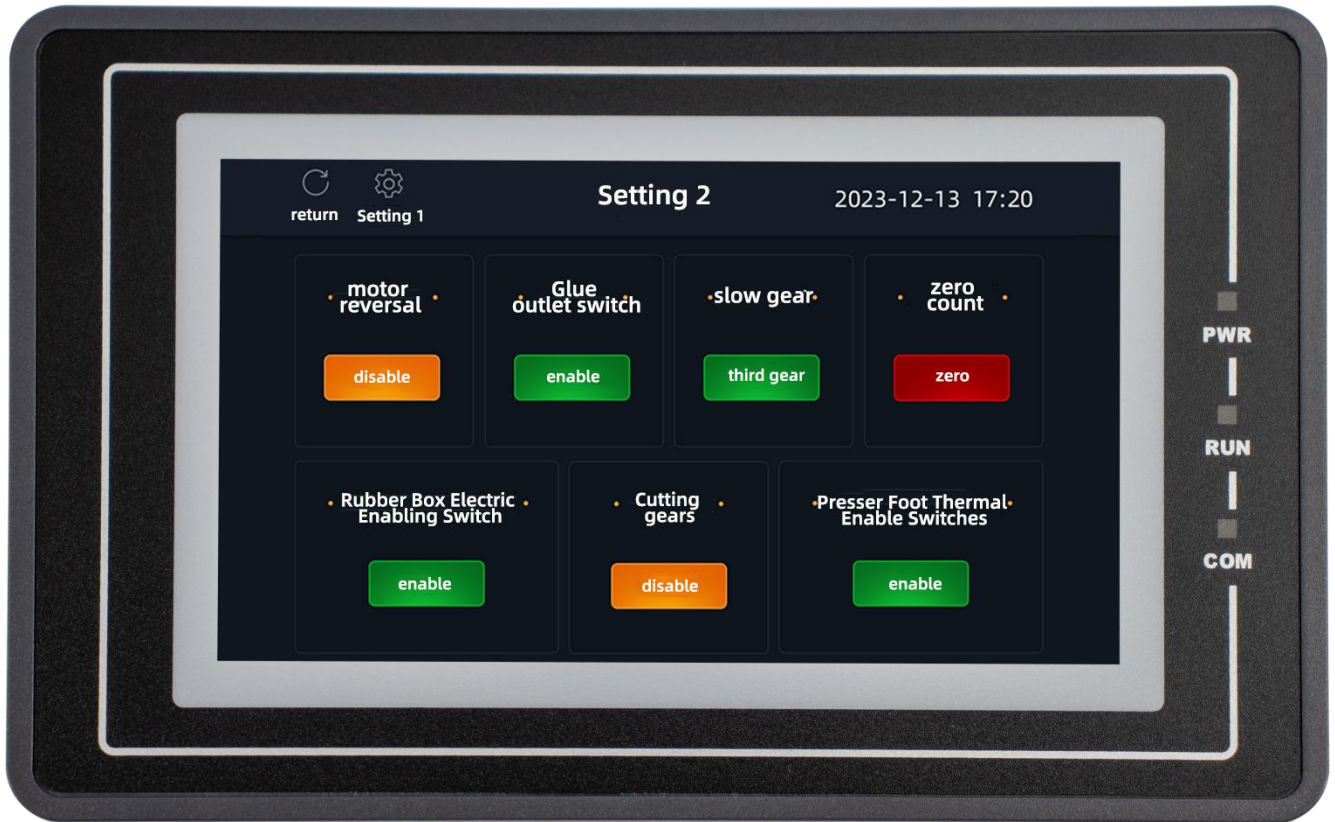 return
Setting 1
Setting 2
2023-12-13 17:20
motor
reversal
Glue
outlet switch
slow gear
zero
count
disable
enable
third gear
zero
Rubber Box Electric
Enabling Switch
Cutting
gears
Presser Foot Thermal
Enable Switches
enable
disable
enable
PWR
RUN
COM